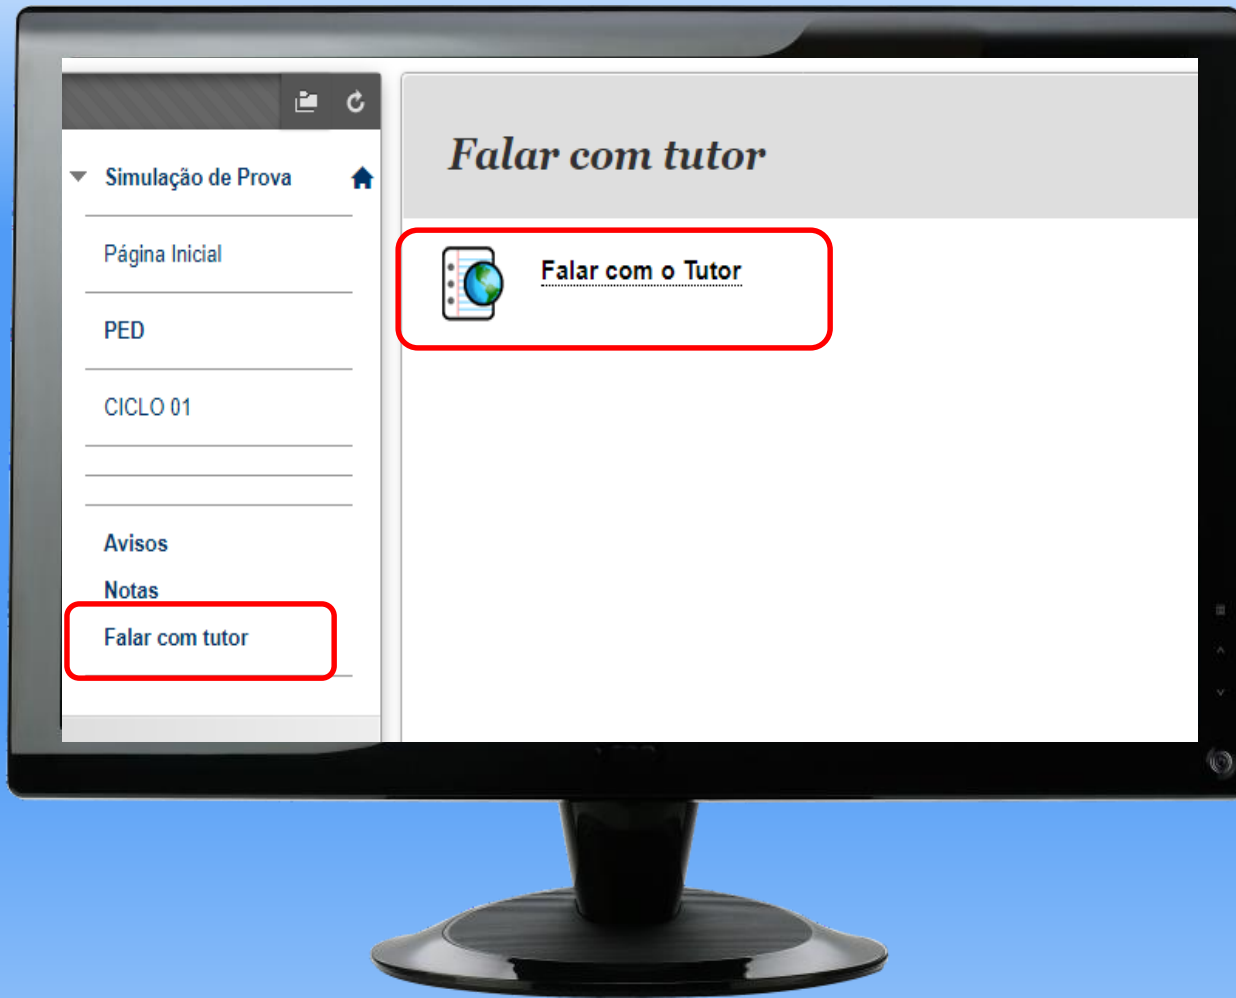 Simulação de Prova
Página Inicial
PED
CICLO 01
Avisos
Notas
Falar com tutor
Falar com tutor
Falar com o Tutor